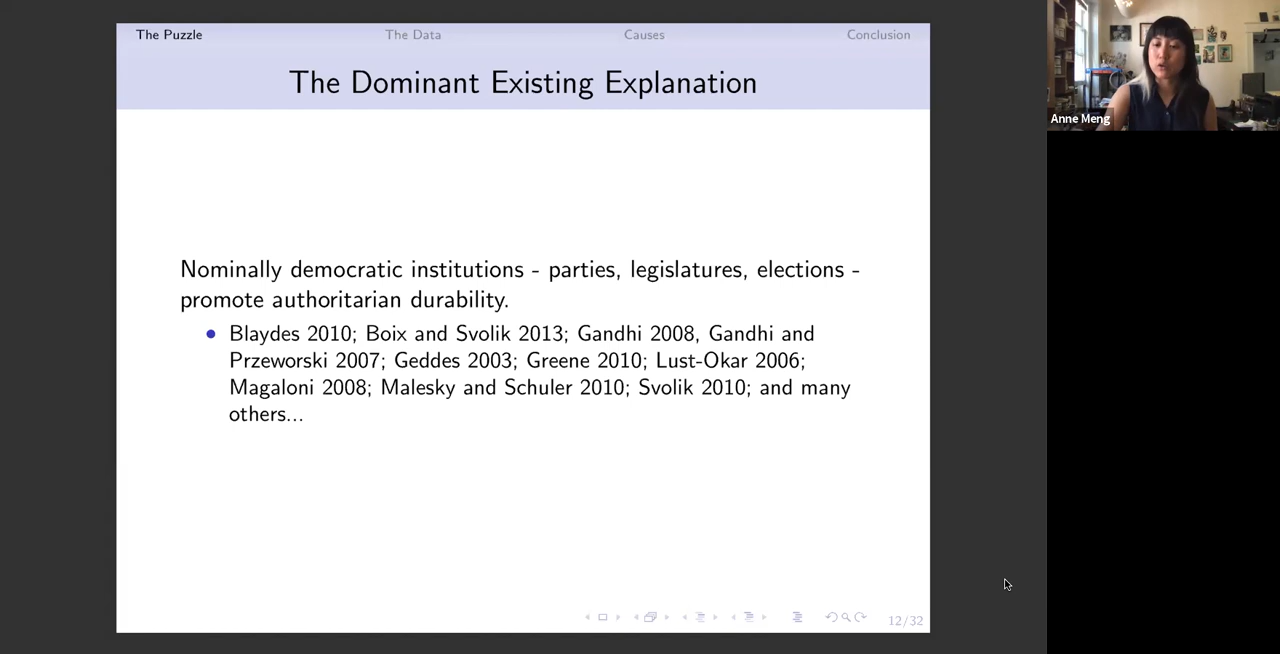 The Puzzle
The Data
Causes
Conclusion
The Dominant Existing Explanation
Nominally democratic institutions - parties, legislatures, elections -
promote authoritarian durability.
Blaydes 2010; Boix and Svolik 2013; Gandhi 2008, Gandhi and
Przeworski 2007; Geddes 2003; Greene 2010; Lust-Okar 2006;
Magaloni 2008; Malesky and Schuler 2010; Svolik 2010; and many
others...
12/32
Anne Meng